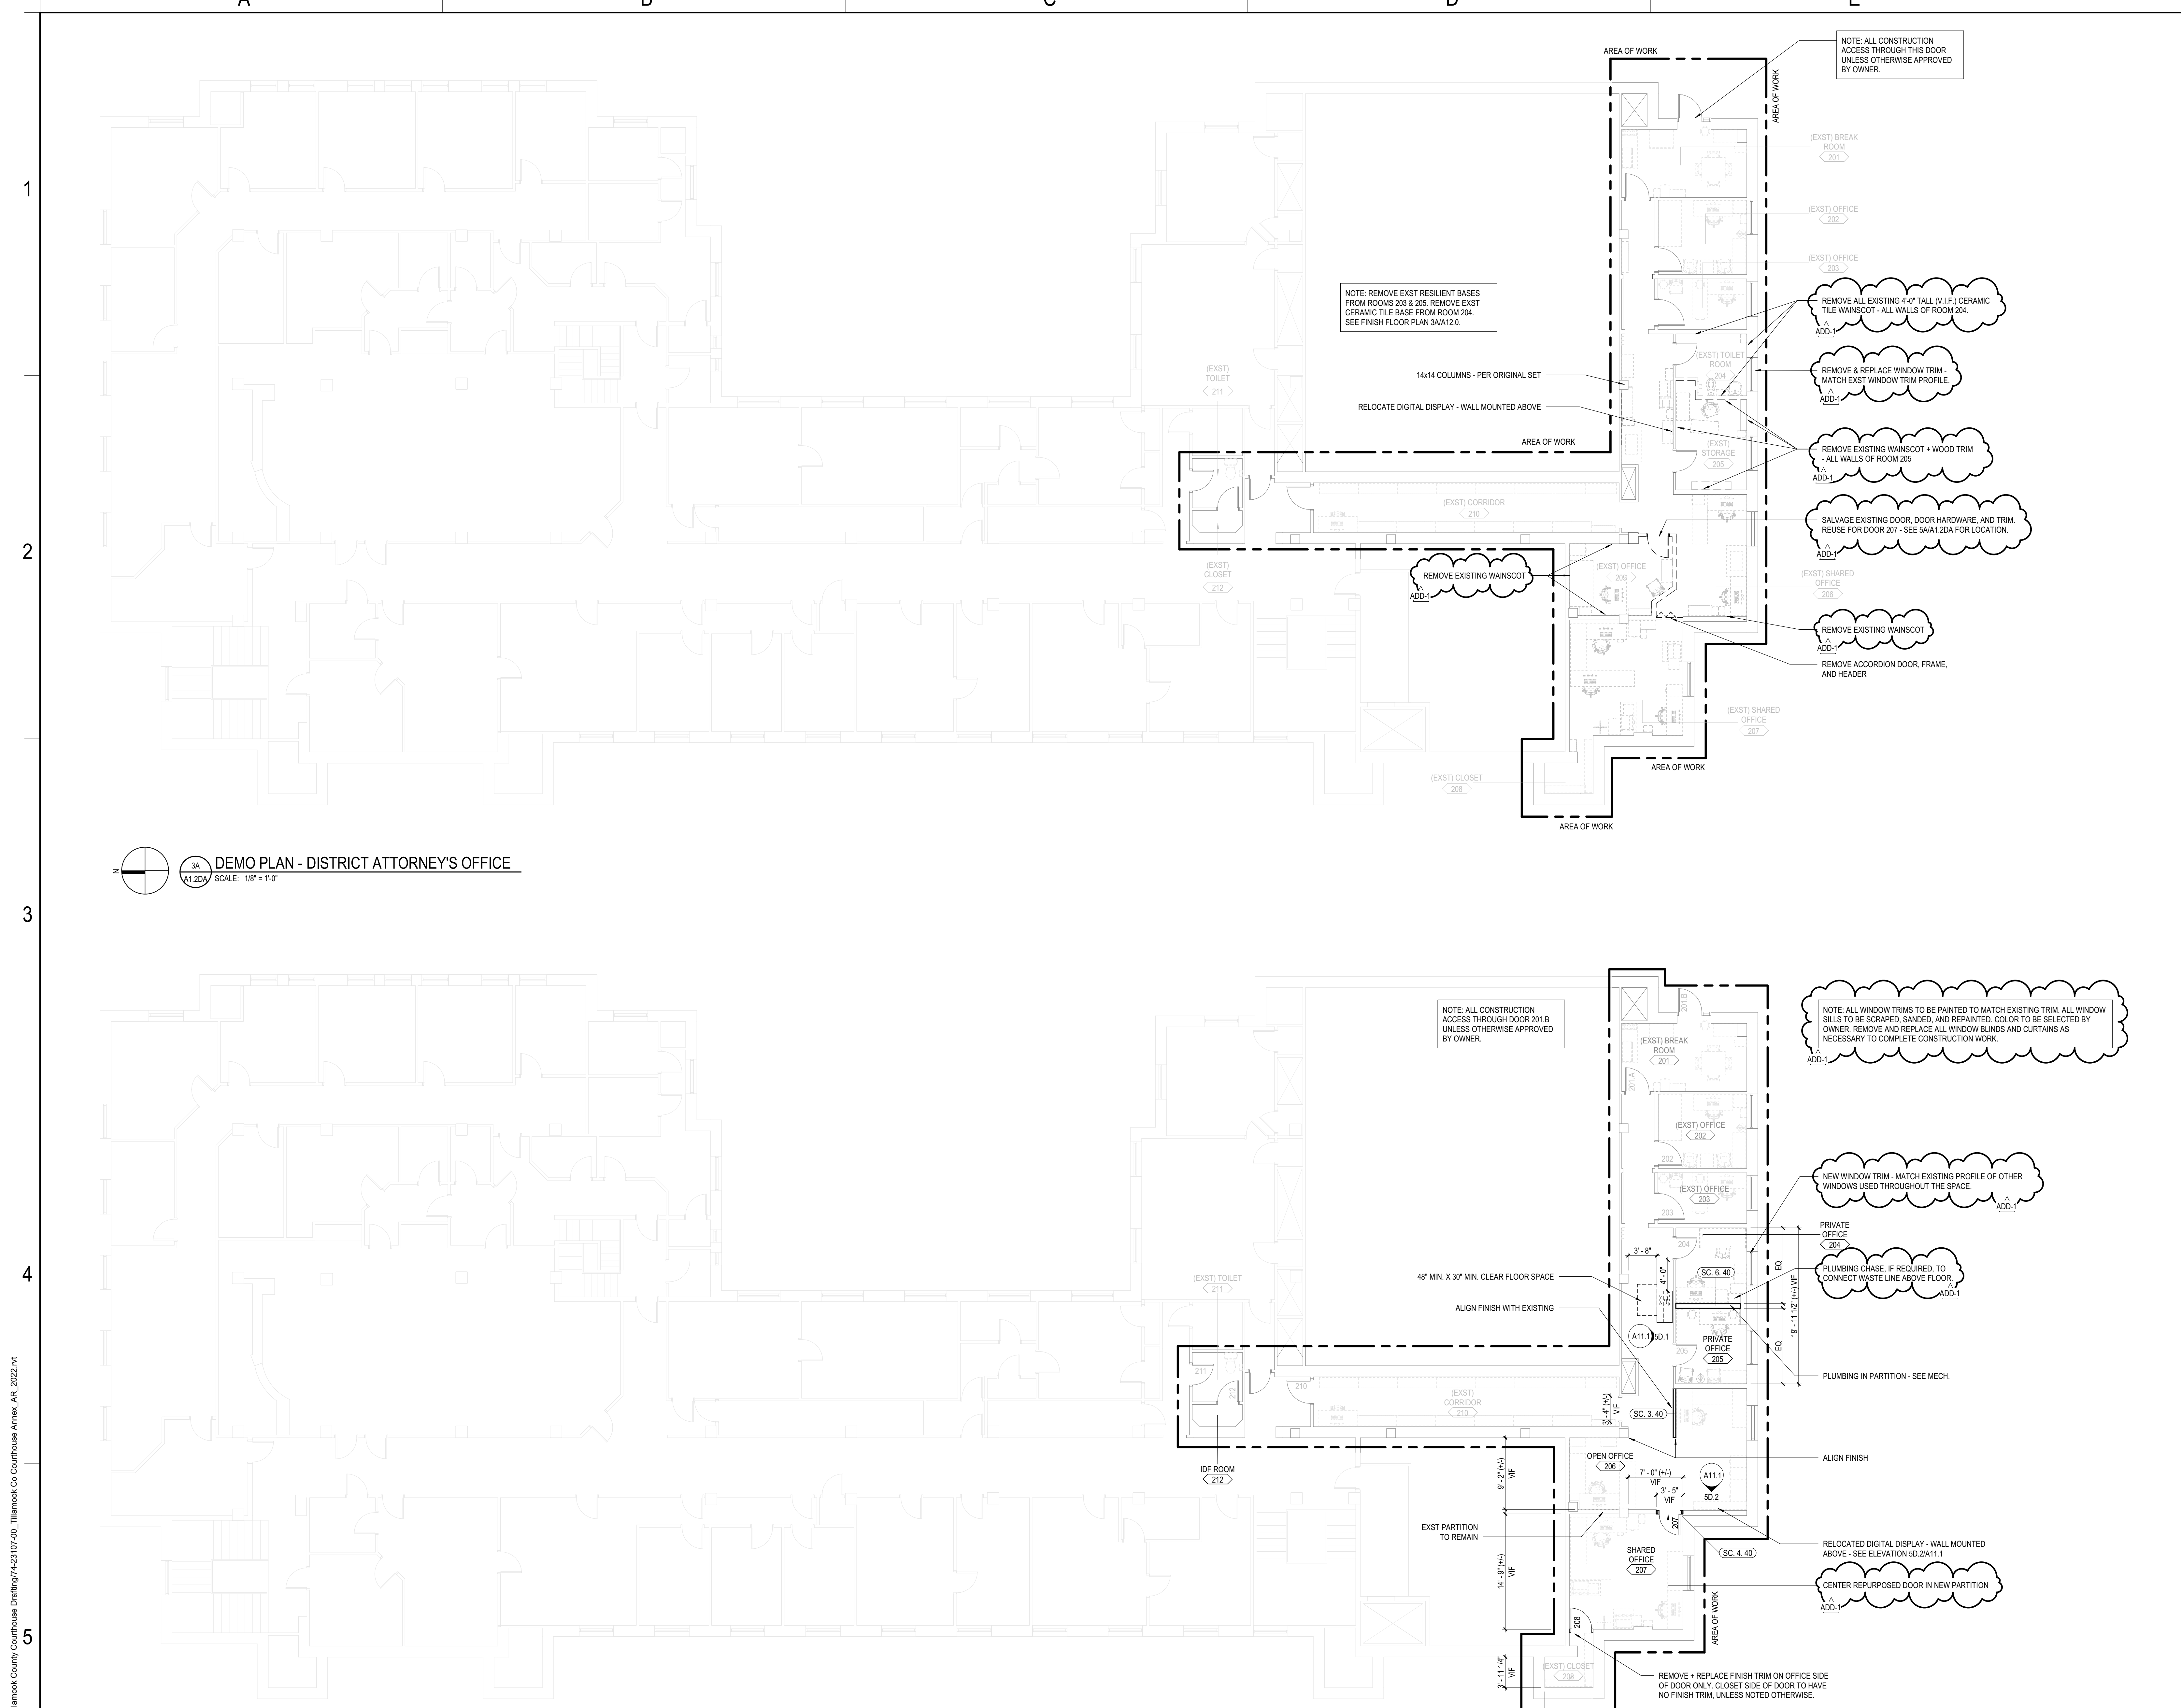 A
B
C
D
E
1
2
3
4
5
AREA OF WORK
AREA OF WORK
NOTE: ALL CONSTRUCTION
ACCESS THROUGH THIS DOOR
UNLESS OTHERWISE APPROVED
BY OWNER.
(EXST) BREAK
ROOM
201
(EXST) OFFICE
202
(EXST) OFFICE
203
NOTE: REMOVE EXST RESILIENT BASES
FROM ROOMS 203 & 205. REMOVE EXST
CERAMIC TILE BASE FROM ROOM 204.
SEE FINISH FLOOR PLAN 3A/A12.0.
REMOVE ALL EXISTING 4'-0" TALL (V.I.F.) CERAMIC
TILE WAINSCOT - ALL WALLS OF ROOM 204.
ADD-1
(EXST) TOILET
ROOM
204
(EXST)
TOILET
211
14x14 COLUMNS - PER ORIGINAL SET
REMOVE & REPLACE WINDOW TRIM -
MATCH EXST WINDOW TRIM PROFILE.
ADD-1
RELOCATE DIGITAL DISPLAY - WALL MOUNTED ABOVE
AREA OF WORK
(EXST)
STORAGE
205
REMOVE EXISTING WAINSCOT + WOOD TRIM
- ALL WALLS OF ROOM 205
ADD-1
(EXST) CORRIDOR
210
SALVAGE EXISTING DOOR, DOOR HARDWARE, AND TRIM.
REUSE FOR DOOR 207 - SEE 5A/A1.2DA FOR LOCATION.
ADD-1
(EXST)
CLOSET
212
REMOVE EXISTING WAINSCOT
ADD-1
(EXST) OFFICE
209
(EXST) SHARED
OFFICE
206
REMOVE EXISTING WAINSCOT
ADD-1
REMOVE ACCORDION DOOR, FRAME,
AND HEADER
(EXST) SHARED
OFFICE
207
AREA OF WORK
(EXST) CLOSET
208
AREA OF WORK
N
3A
A1.2DA
DEMO PLAN - DISTRICT ATTORNEY'S OFFICE
SCALE: 1/8" = 1'-0"
NOTE: ALL CONSTRUCTION
ACCESS THROUGH DOOR 201.B
UNLESS OTHERWISE APPROVED
BY OWNER.
201.B
(EXST) BREAK
ROOM
201
201.A
NOTE: ALL WINDOW TRIMS TO BE PAINTED TO MATCH EXISTING TRIM. ALL WINDOW
SILLS TO BE SCRAPED, SANDED, AND REPAINTED. COLOR TO BE SELECTED BY
OWNER. REMOVE AND REPLACE ALL WINDOW BLINDS AND CURTAINS AS
NECESSARY TO COMPLETE CONSTRUCTION WORK.
ADD-1
(EXST) OFFICE
202
202
(EXST) OFFICE
203
203
NEW WINDOW TRIM - MATCH EXISTING PROFILE OF OTHER
WINDOWS USED THROUGHOUT THE SPACE.
ADD-1
PRIVATE
OFFICE
204
204
3' - 8"
4' - 0"
SC. 6. 40
EQ
19' - 11 1/2" (+/-) VIF
EQ
PLUMBING CHASE, IF REQUIRED, TO
CONNECT WASTE LINE ABOVE FLOOR.
ADD-1
48" MIN. X 30" MIN. CLEAR FLOOR SPACE
ALIGN FINISH WITH EXISTING
(EXST) TOILET
211
A11.1
5D.1
PRIVATE
OFFICE
205
205
PLUMBING IN PARTITION - SEE MECH.
211
212
210
(EXST)
CORRIDOR
210
3' - 4" (+/-)
VIF
SC. 3. 40
ALIGN FINISH
IDF ROOM
212
OPEN OFFICE
206
9' - 2" (+/-)
VIF
7' - 0" (+/-)
VIF
3' - 5"
VIF
A11.1
5D.2
EXST PARTITION
TO REMAIN
207
SC. 4. 40
RELOCATED DIGITAL DISPLAY - WALL MOUNTED
ABOVE - SEE ELEVATION 5D.2/A11.1
SHARED
OFFICE
207
14' - 9" (+/-)
VIF
CENTER REPURPOSED DOOR IN NEW PARTITION
ADD-1
AREA OF WORK
208
(EXST) CLOSET
208
3' - 11 1/4"
VIF
REMOVE + REPLACE FINISH TRIM ON OFFICE SIDE
OF DOOR ONLY. CLOSET SIDE OF DOOR TO HAVE
NO FINISH TRIM, UNLESS NOTED OTHERWISE.
lamook County Courthouse Drafting/74-23107-00_Tillamook Co Courthouse Annex_AR_2022.rvt